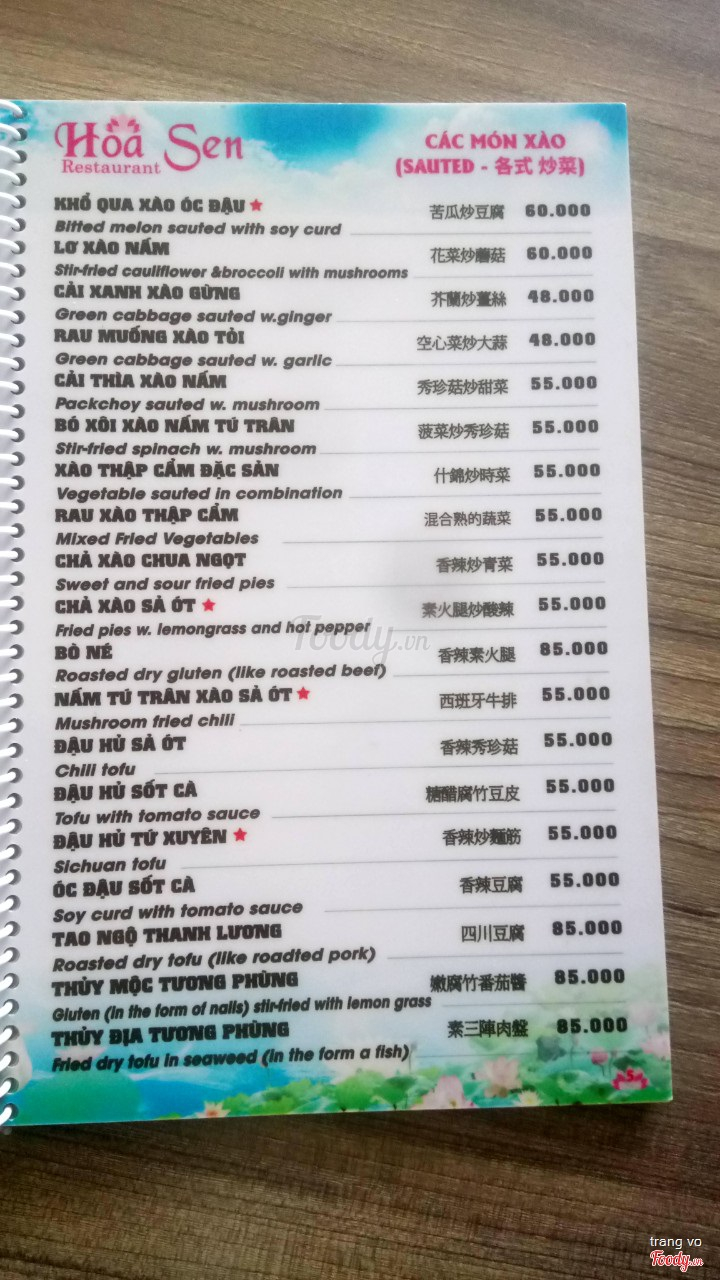 Hoa Sen
Restaurant
CÁC MÓN XÀO
(SAUTED - 各式 炒菜)
KHỔ QUA XÀO ÓC ĐẬU ★ 苦瓜炒豆腐 60.000
Bitted melon sauted with soy curd
LƠ XÀO NẤM 花菜炒蘑菇 60.000
Stir-fried cauliflower &broccoli with mushrooms
CẢI XANH XÀO GỪNG 芥蘭炒薑絲 48.000
Green cabbage sauted w.ginger
RAU MUỐNG XÀO TỎI 空心菜炒大蒜 48.000
Green cabbage sauted w. garlic
CẢI THÌA XÀO NẤM 秀珍菇炒甜菜 55.000
Packchoy sauted w. mushroom
BÓ XÔI XÀO NẤM TÚ TRÂN 菠菜炒秀珍菇 55.000
Stir-fried spinach w. mushroom
XÀO THẬP CẨM ĐẶC SẢN 什錦炒時菜 55.000
Vegetable sauted in combination
RAU XÀO THẬP CẨM 混合熟的蔬菜 55.000
Mixed Fried Vegetables
CHẢ XÀO CHUA NGỌT 香辣炒青菜 55.000
Sweet and sour fried pies
CHẢ XÀO SẢ ỚT ★ 素火腿炒酸辣 55.000
Fried pies w. lemongrass and hot pepper
BÒ NÉ 香辣素火腿 85.000
Roasted dry gluten (like roasted beef)
NẤM TÚ TRÂN XÀO SẢ ỚT ★ 西班牙牛排 55.000
Mushroom fried chili
ĐẬU HỦ SẢ ỚT 香辣秀珍菇 55.000
Chili tofu
ĐẬU HỦ SỐT CÀ 糖醋腐竹豆皮 55.000
Tofu with tomato sauce
ĐẬU HỦ TỨ XUYÊN ★ 香辣炒麵筋 55.000
Sichuan tofu
ÓC ĐẬU SỐT CÀ 香辣豆腐 55.000
Soy curd with tomato sauce
TAO NGỘ THANH LƯƠNG 四川豆腐 85.000
Roasted dry tofu (like roadted pork)
THỦY MỘC TƯƠNG PHÙNG 嫩腐竹番茄醬 85.000
Gluten (in the form of nails) stir-fried with lemon grass
THỦY ĐỊA TƯƠNG PHÙNG 素三陣肉盤 85.000
Fried dry tofu in seaweed (in the form a fish)
5
Foody.vn
trang vo
Foody.vn